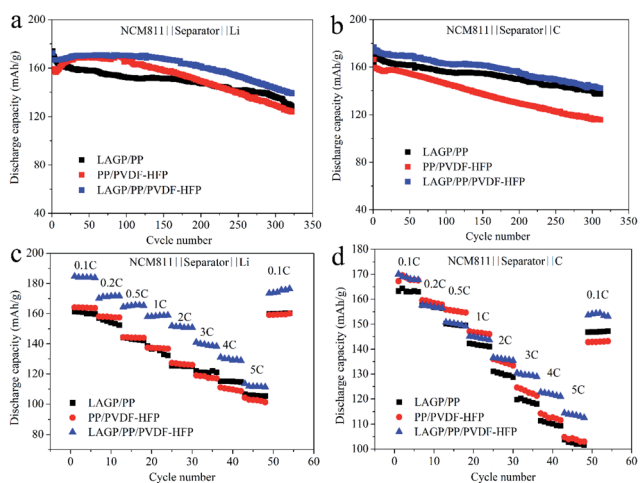 a
NCM811||Separator||Li
Discharge capacity (mAh/g)
200
160
120
80
40
LAGP/PP
PP/PVDF-HFP
LAGP/PP/PVDF-HFP
0 50 100 150 200 250 300 350
Cycle number
b
NCM811||Separator||C
Discharge capacity (mAh/g)
200
160
120
80
40
LAGP/PP
PP/PVDF-HFP
LAGP/PP/PVDF-HFP
0 50 100 150 200 250 300 350
Cycle number
c
NCM811||Separator||Li
Discharge capacity (mAh/g)
200
180
160
140
120
100
80
0.1C
0.2C
0.5C
1C
2C
3C
4C
5C
0.1C
LAGP/PP
PP/PVDF-HFP
LAGP/PP/PVDF-HFP
0 10 20 30 40 50 60
Cycle number
d
NCM811||Separator||C
Discharge capacity (mAh/g)
170
160
150
140
130
120
110
100
0.1C
0.2C
0.5C
1C
2C
3C
4C
5C
0.1C
LAGP/PP
PP/PVDF-HFP
LAGP/PP/PVDF-HFP
0 10 20 30 40 50 60
Cycle number